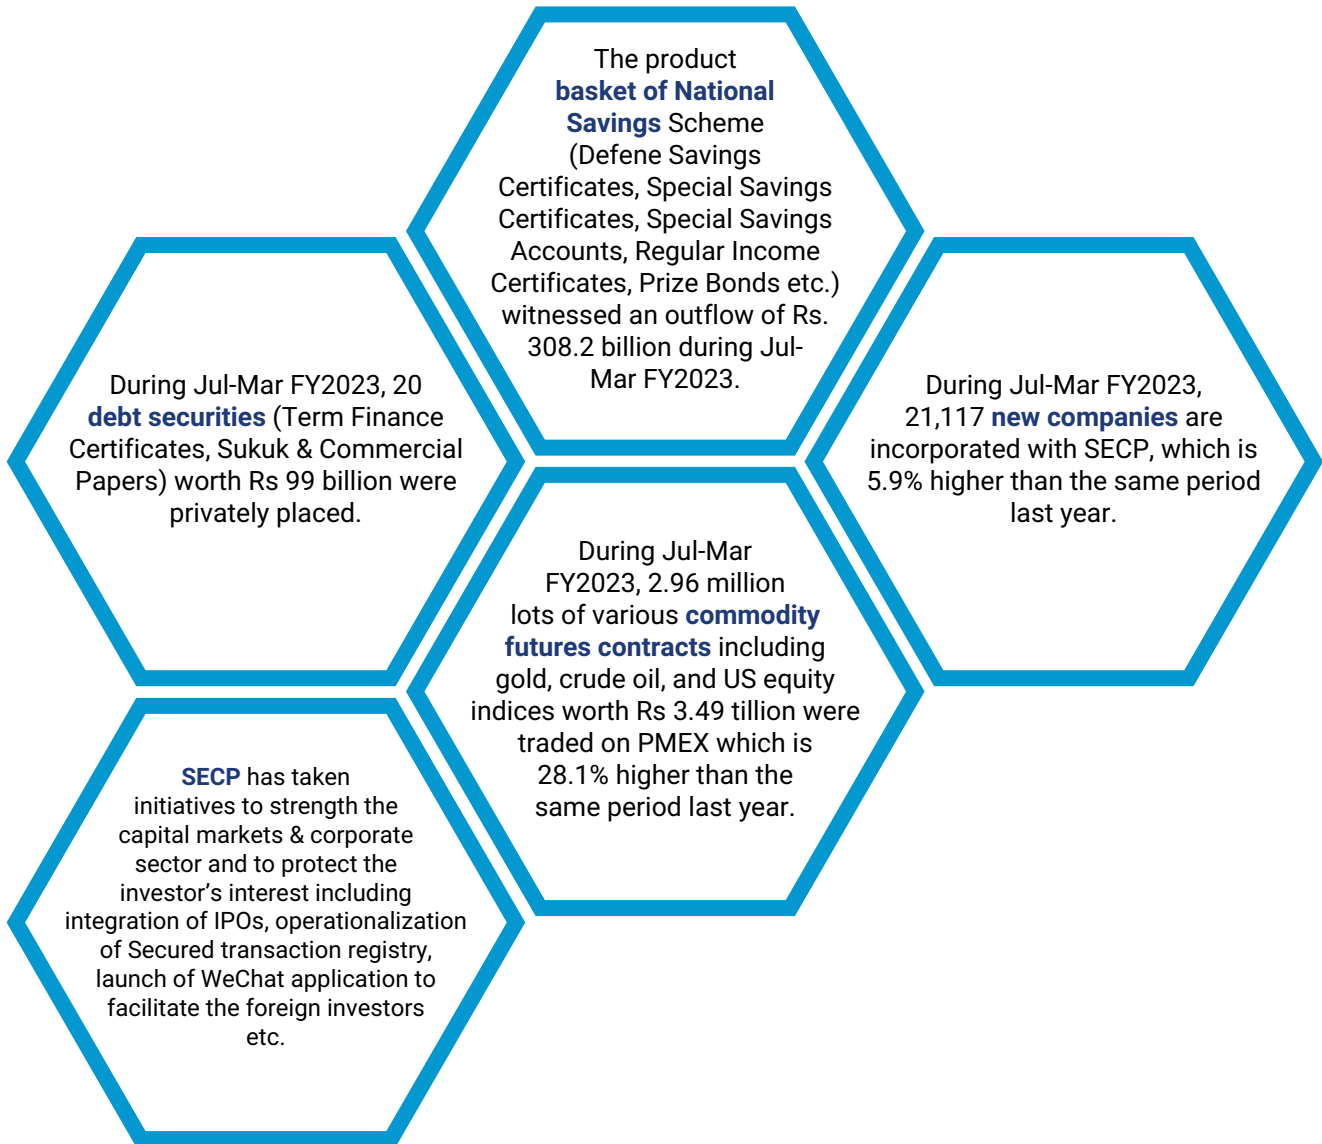 The product
basket of National
Savings Scheme
(Defene Savings
Certificates, Special Savings
Certificates, Special Savings
Accounts, Regular Income
Certificates, Prize Bonds etc.)
witnessed an outflow of Rs.
308.2 billion during Jul-
Mar FY2023.
During Jul-Mar FY2023, 20
debt securities (Term Finance
Certificates, Sukuk & Commercial
Papers) worth Rs 99 billion were
privately placed.
During Jul-Mar FY2023,
21,117 new companies are
incorporated with SECP, which is
5.9% higher than the same period
last year.
During Jul-Mar
FY2023, 2.96 million
lots of various commodity
futures contracts including
gold, crude oil, and US equity
indices worth Rs 3.49 tillion were
traded on PMEX which is
28.1% higher than the
same period last year.
SECP has taken
initiatives to strength the
capital markets & corporate
sector and to protect the
investor’s interest including
integration of IPOs, operationalization
of Secured transaction registry,
launch of WeChat application to
facilitate the foreign investors
etc.